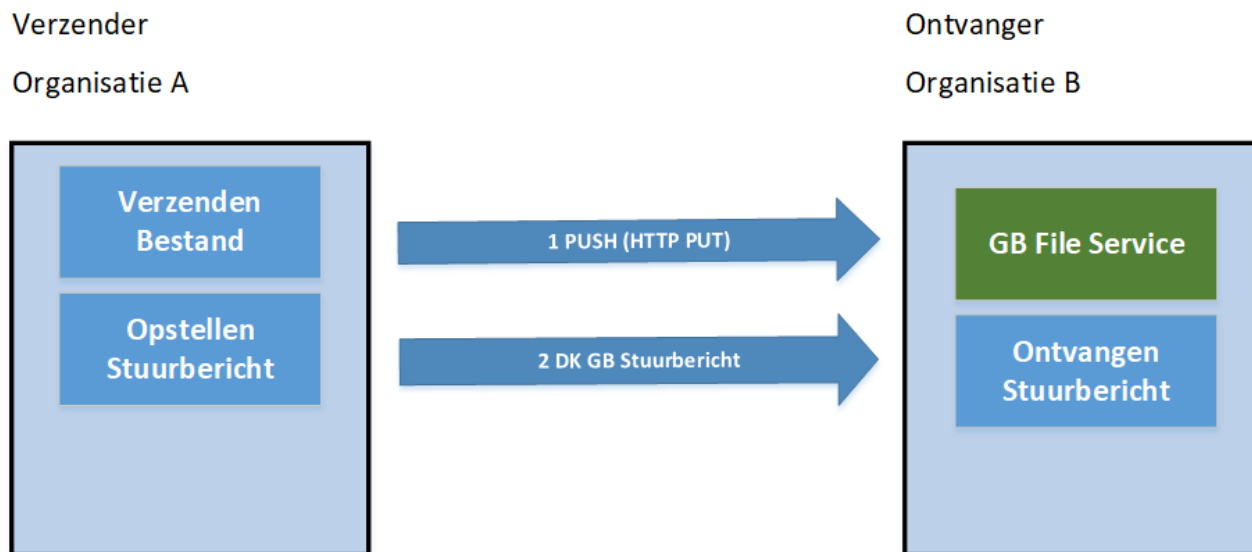 Verzender
Organisatie A
Ontvanger
Organisatie B
Verzenden
Bestand
Opstellen
Stuurbericht
1 PUSH (HTTP PUT)
2 DK GB Stuurbericht
GB File Service
Ontvangen
Stuurbericht